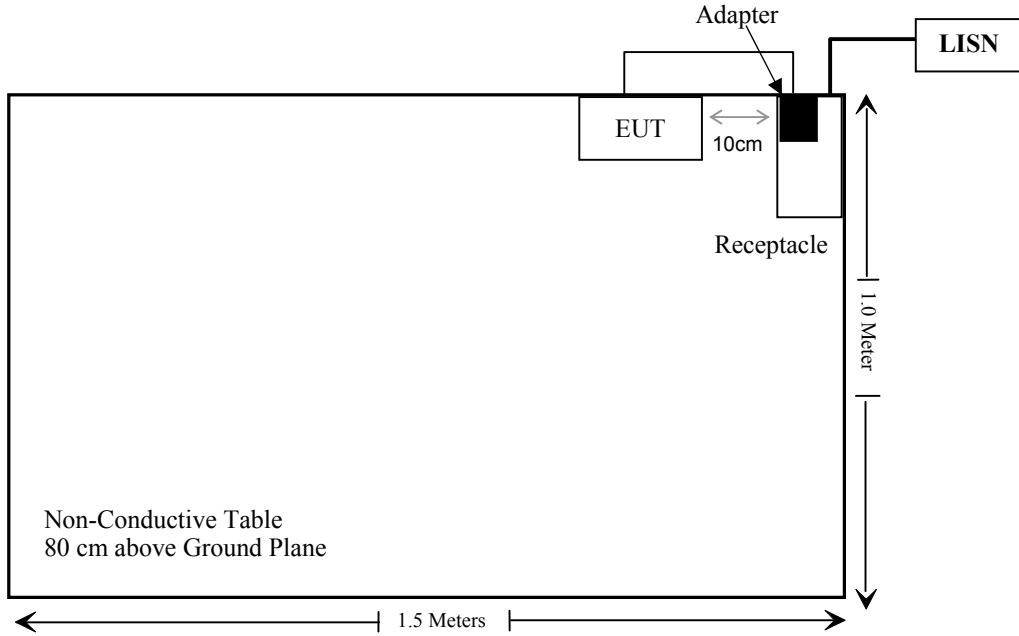 Adapter
LISN
EUT
10cm
Receptacle
1.0 Meter
Non-Conductive Table
80 cm above Ground Plane
1.5 Meters